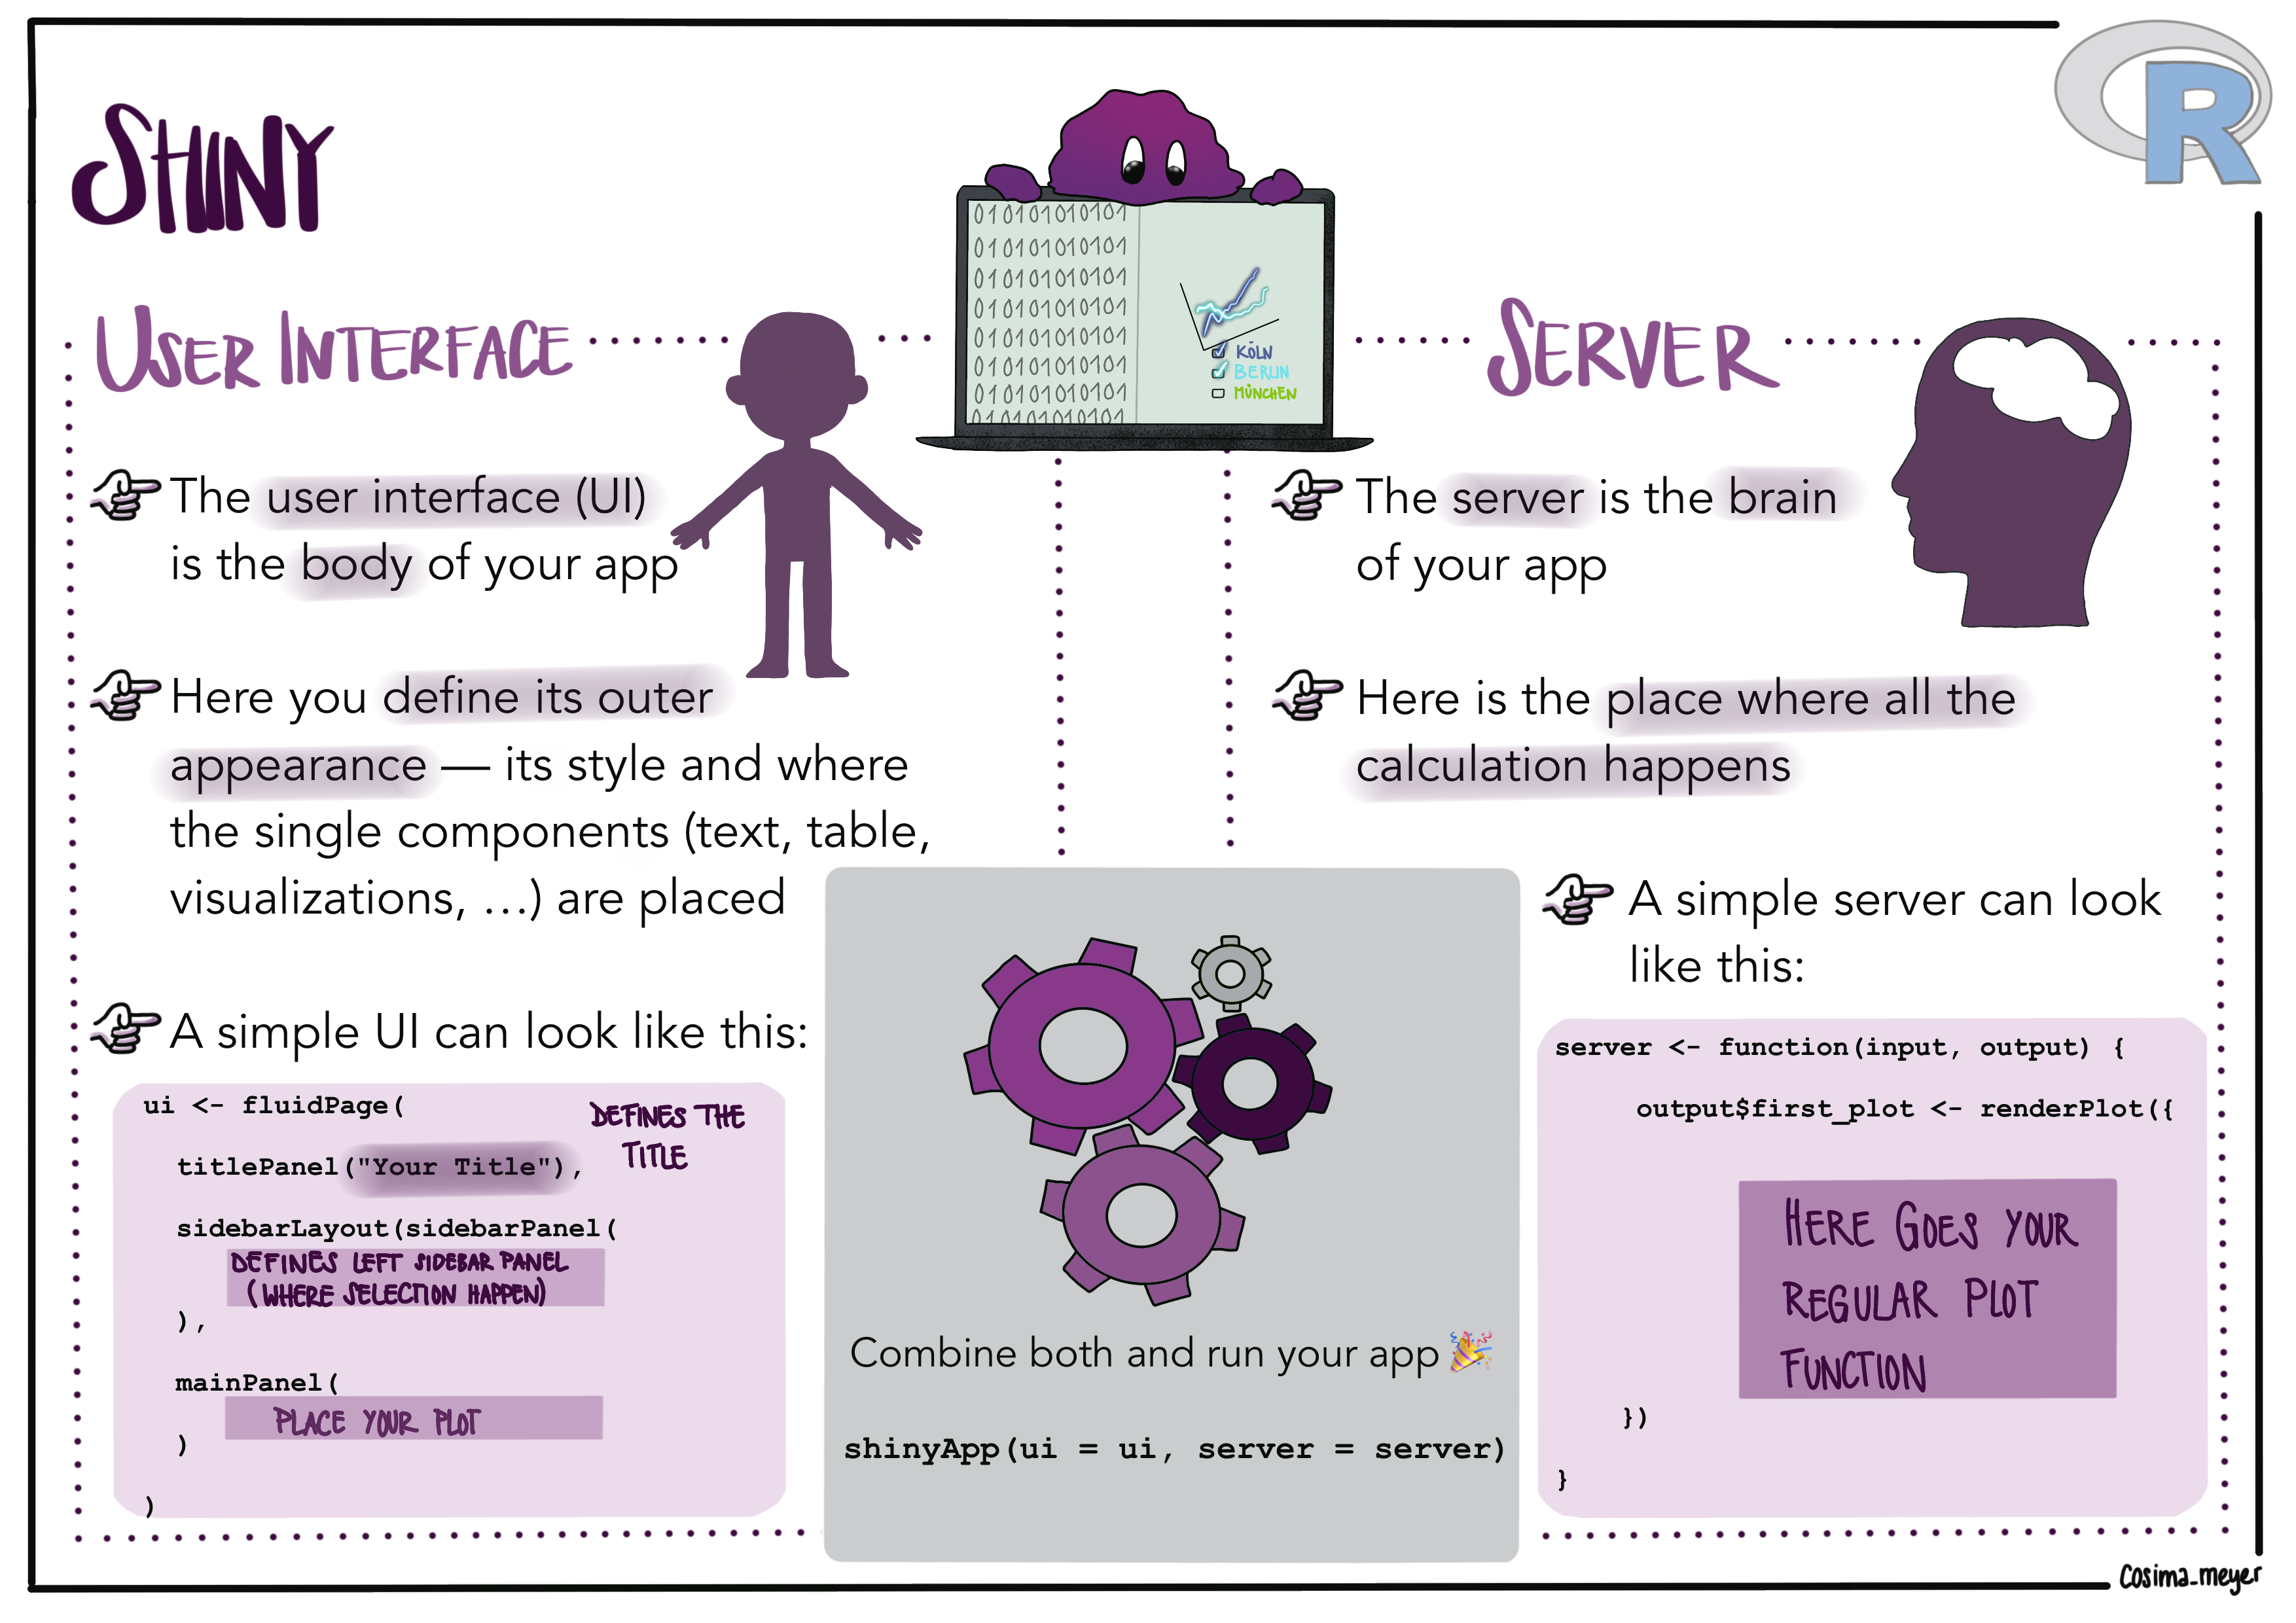 SHINY
R
010101010101
010101010101
010101010101
010101010101
010101010101
010101010101
010101010101
010101010101
KÖLN
BERLIN
MÜNCHEN
USER INTERFACE
The user interface (UI)
is the body of your app
Here you define its outer
appearance — its style and where
the single components (text, table,
visualizations, …) are placed
A simple UI can look like this:
ui <- fluidPage(
DEFINES THE
TITLE
titlePanel("Your Title"),
sidebarLayout(sidebarPanel(
DEFINES LEFT SIDEBAR PANEL
(WHERE SELECTION HAPPEN)
),
mainPanel(
PLACE YOUR PLOT
)
)
SERVER
The server is the brain
of your app
Here is the place where all the
calculation happens
A simple server can look
like this:
server <- function(input, output) {
output$first_plot <- renderPlot({
HERE GOES YOUR
REGULAR PLOT
FUNCTION
})
}
Combine both and run your app 🎉
shinyApp(ui = ui, server = server)
Cosima_meyer